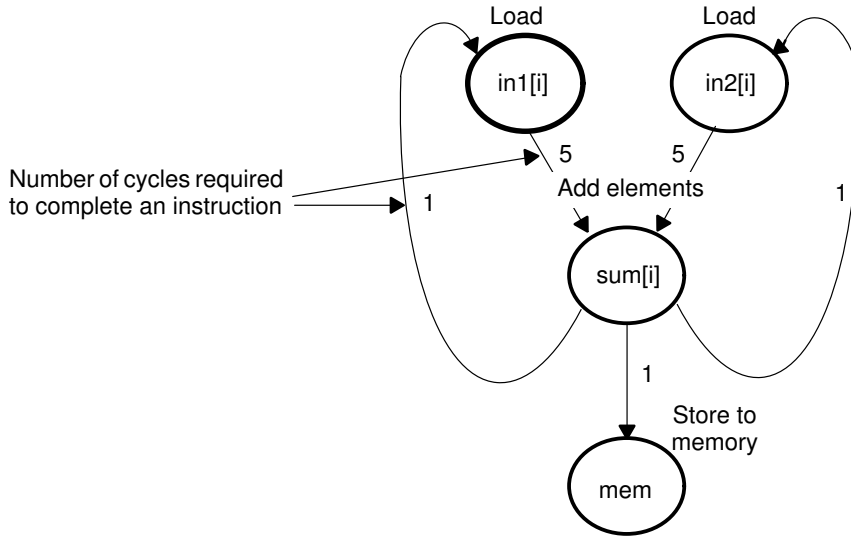 Load
Load
in1[i]
in2[i]
5
5
Number of cycles required
to complete an instruction
Add elements
1
1
sum[i]
1
Store to
memory
mem